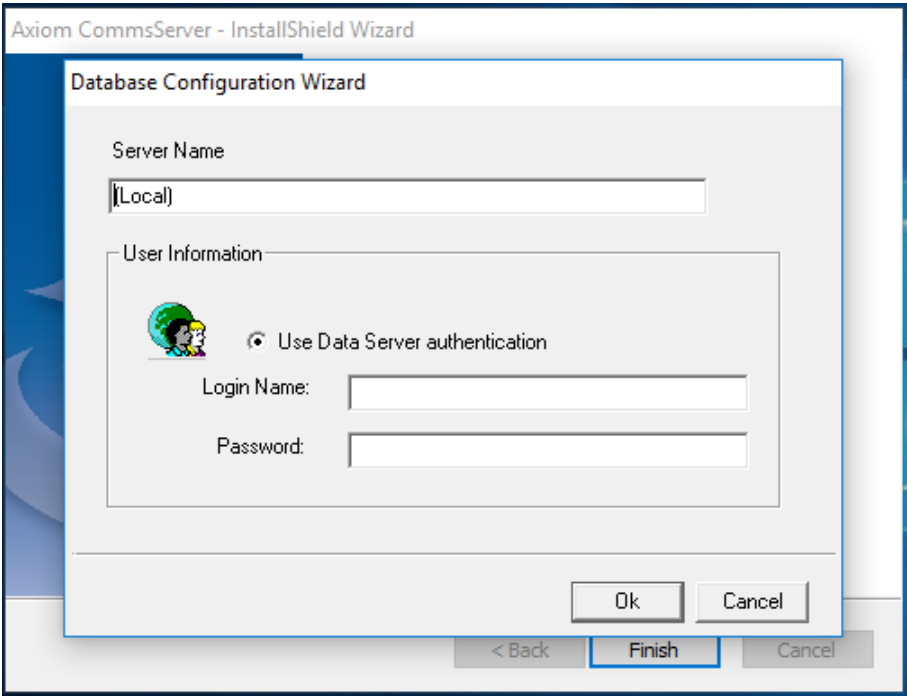 Axiom CommsServer - InstallShield Wizard
Database Configuration Wizard
Server Name
(Local)
User Information
Use Data Server authentication
Login Name:
Password:
Ok Cancel
< Back Finish Cancel